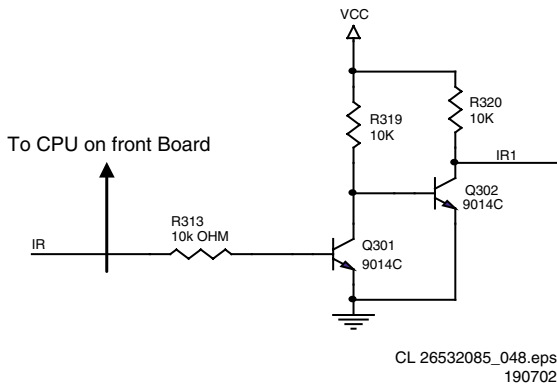 VCC
R319
10K
R320
10K
To CPU on front Board
IR1
Q302
9014C
R313
10k OHM
Q301
9014C
IR
CL 26532085_048.eps
190702